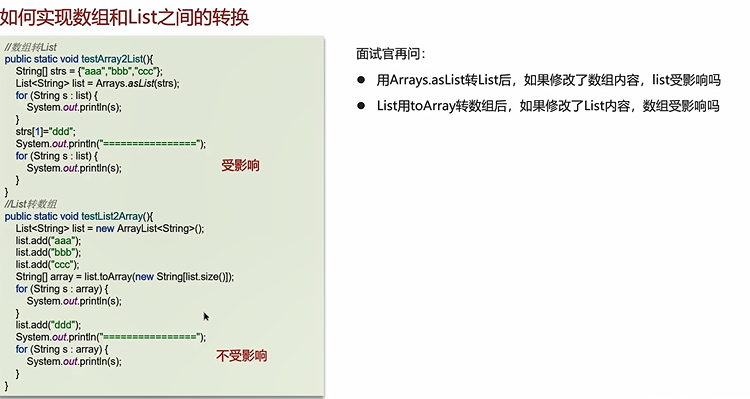 如何实现数组和List之间的转换
//数组转List
public static void testArray2List(){
String[] strs = {"aaa","bbb","ccc"};
List<String> list = Arrays.asList(strs);
for (String s : list) {
System.out.println(s);
}
strs[1]="ddd";
System.out.println("================");
for (String s : list) {
System.out.println(s);
}
}
受影响
//List转数组
public static void testList2Array(){
List<String> list = new ArrayList<String>();
list.add("aaa");
list.add("bbb");
list.add("ccc");
String[] array = list.toArray(new String[list.size()]);
for (String s : array) {
System.out.println(s);
}
list.add("ddd");
System.out.println("================");
for (String s : array) {
System.out.println(s);
}
}
不受影响
面试官再问:
● 用Arrays.asList转List后，如果修改了数组内容，list受影响吗
● List用toArray转数组后，如果修改了List内容，数组受影响吗